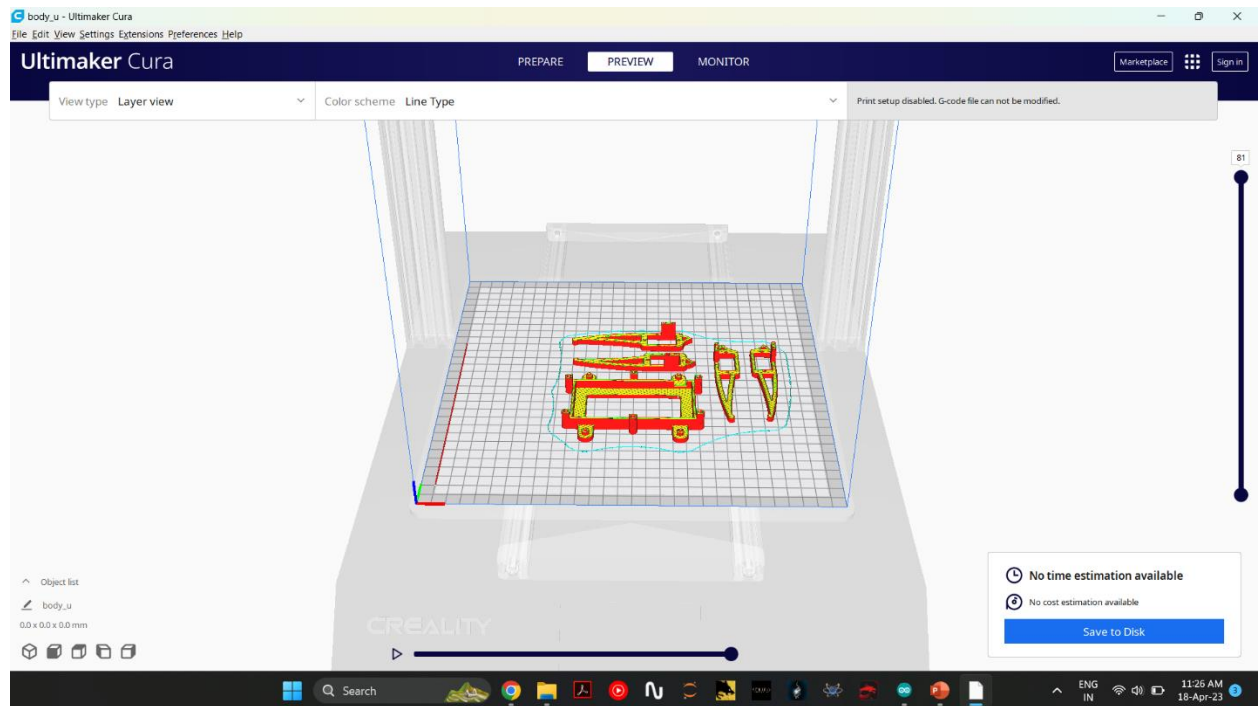 body_u - Ultimaker Cura
File Edit View Settings Extensions Preferences Help
Ultimaker Cura
PREPARE PREVIEW MONITOR
Marketplace Sign in
View type Layer view
Color scheme Line Type
Print setup disabled. G-code file can not be modified.
81
Object list
body_u
0.0 x 0.0 x 0.0 mm
CREALITY
No time estimation available
No cost estimation available
Save to Disk
Search
ENG
IN
11:26 AM
18-Apr-23
3